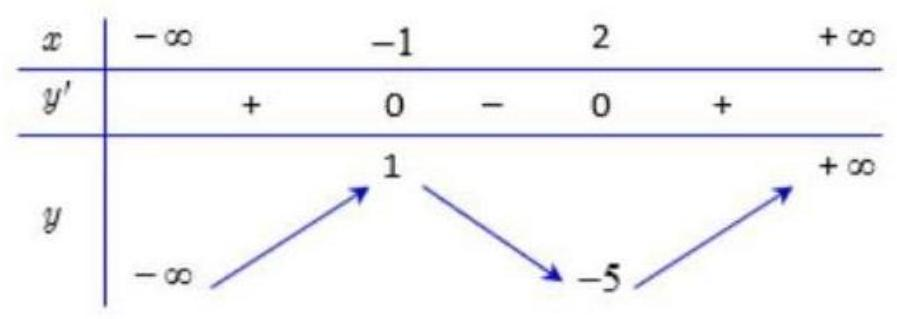 x −∞ −1 2 +∞
y′ + 0 − 0 +
1 +∞
y
−∞ −5